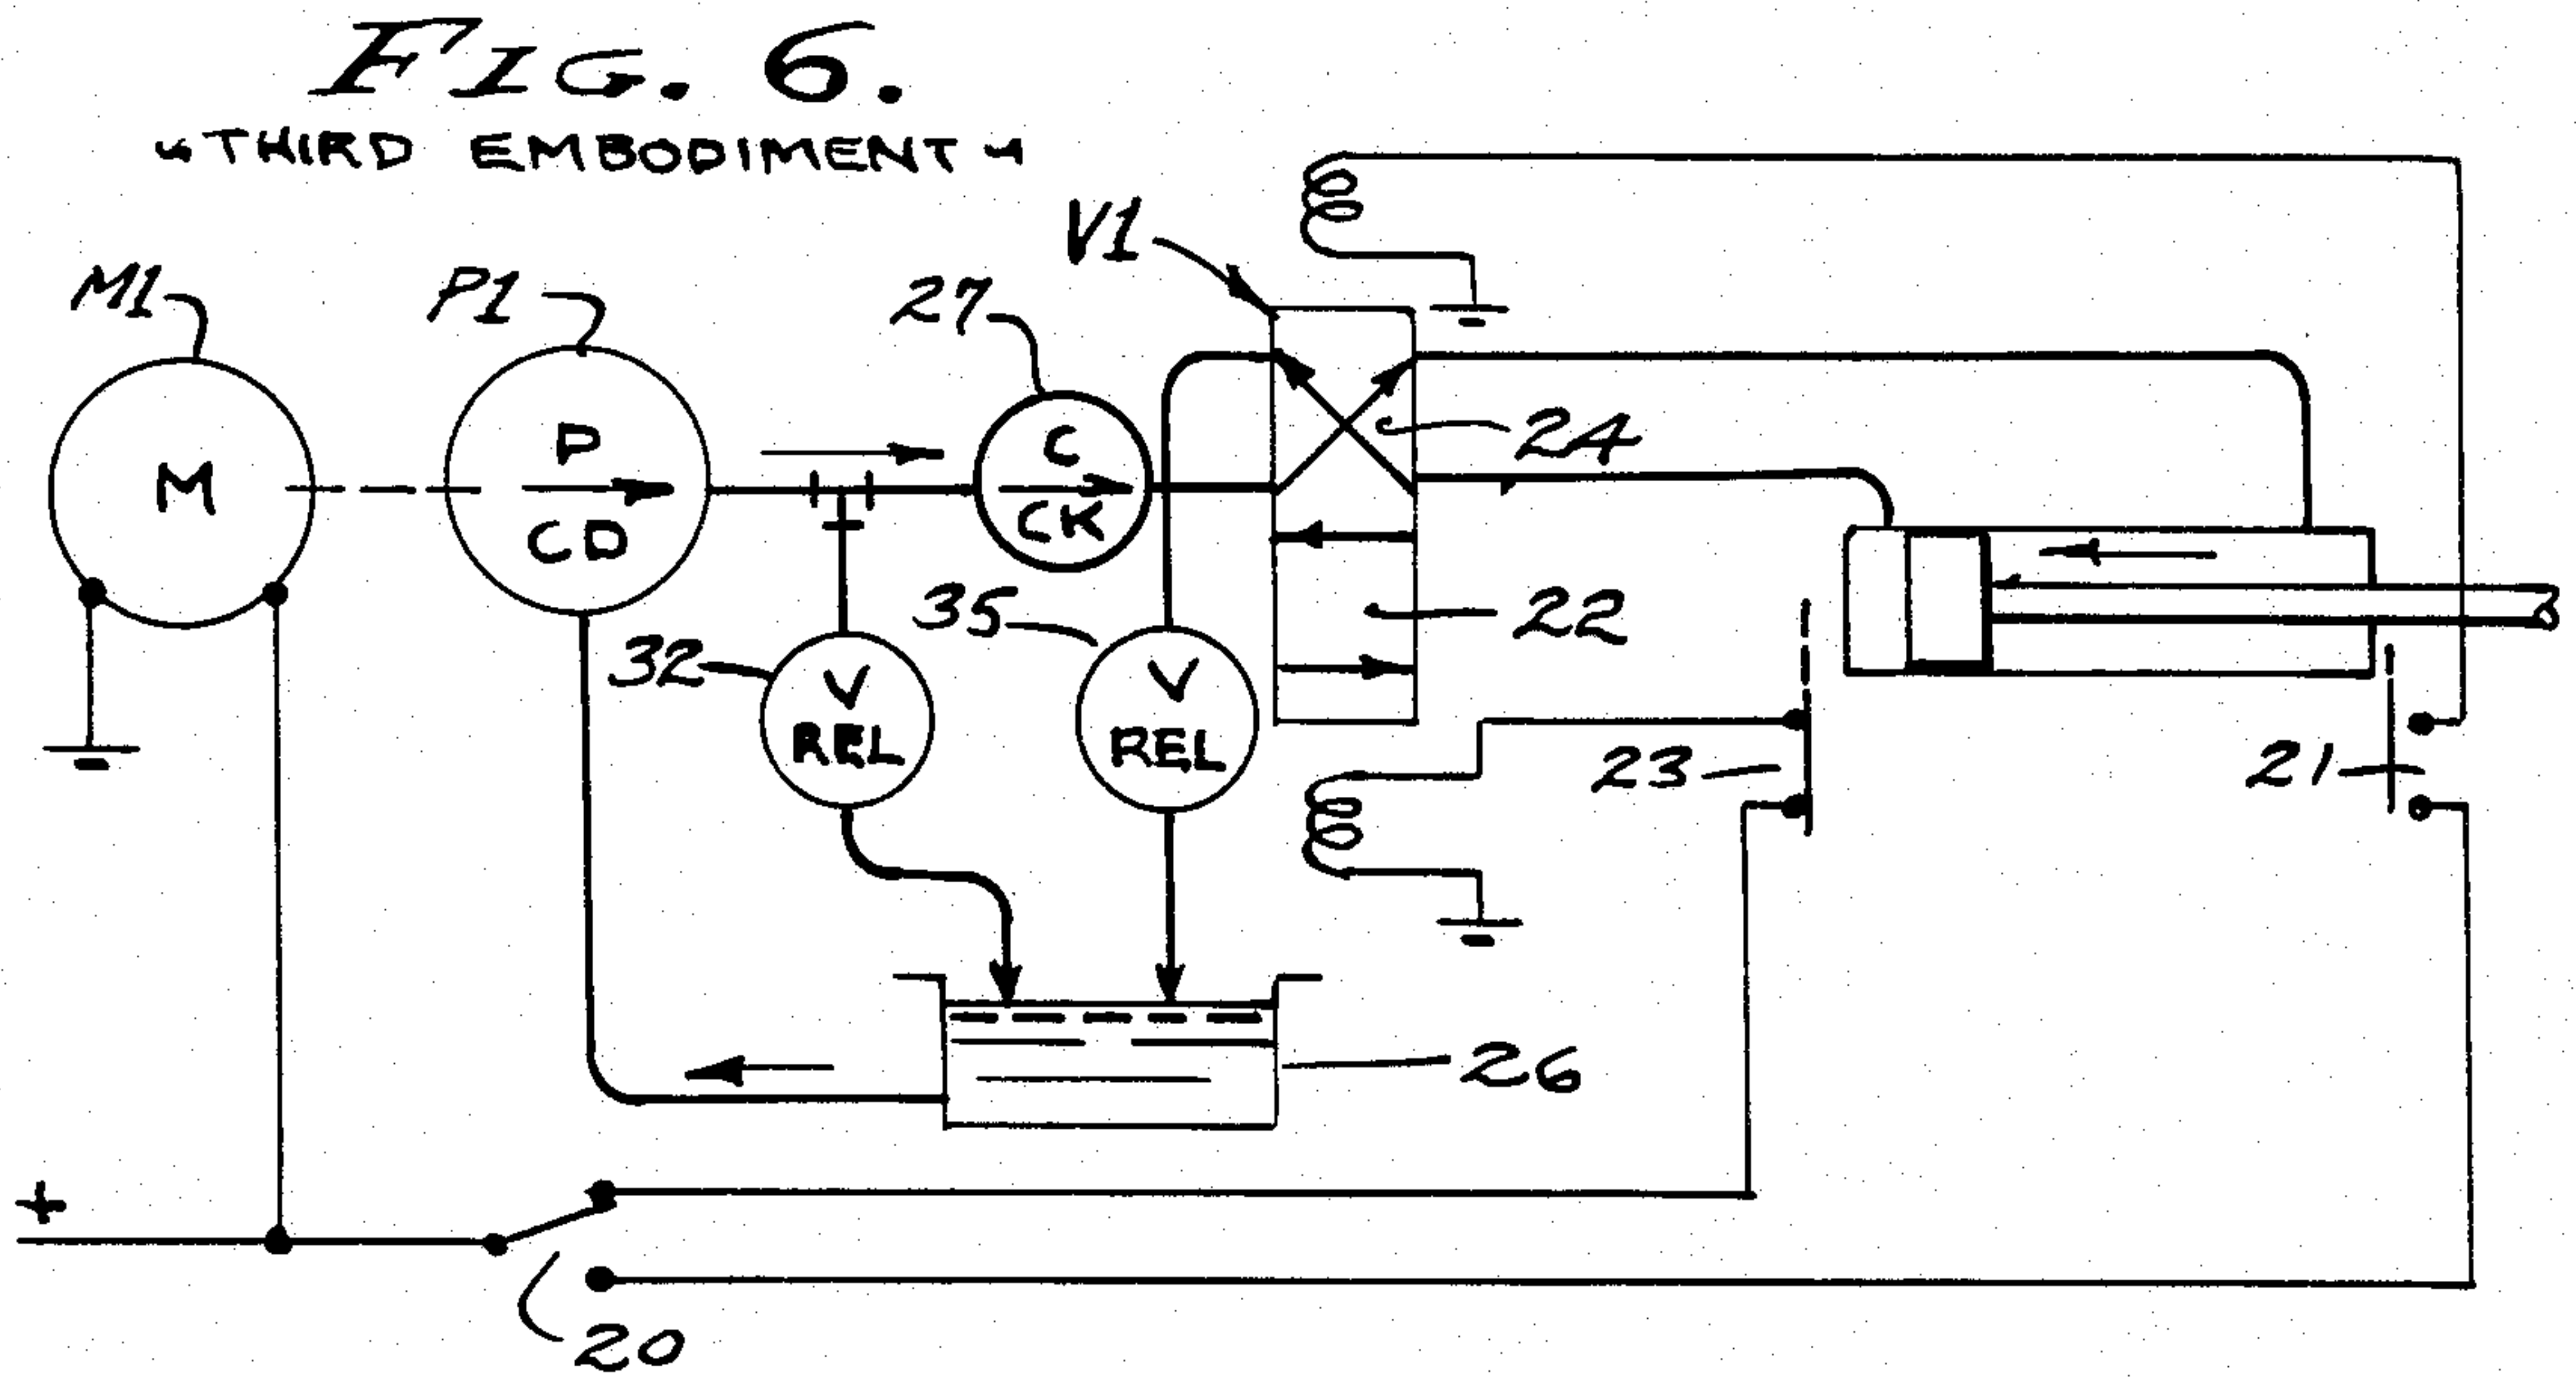 FIG. 6.
"THIRD EMBODIMENT"
V1
M1
P1
27
M
P
CD
C
CK
24
35
22
32
V
REL
V
REL
23
21
26
+
20